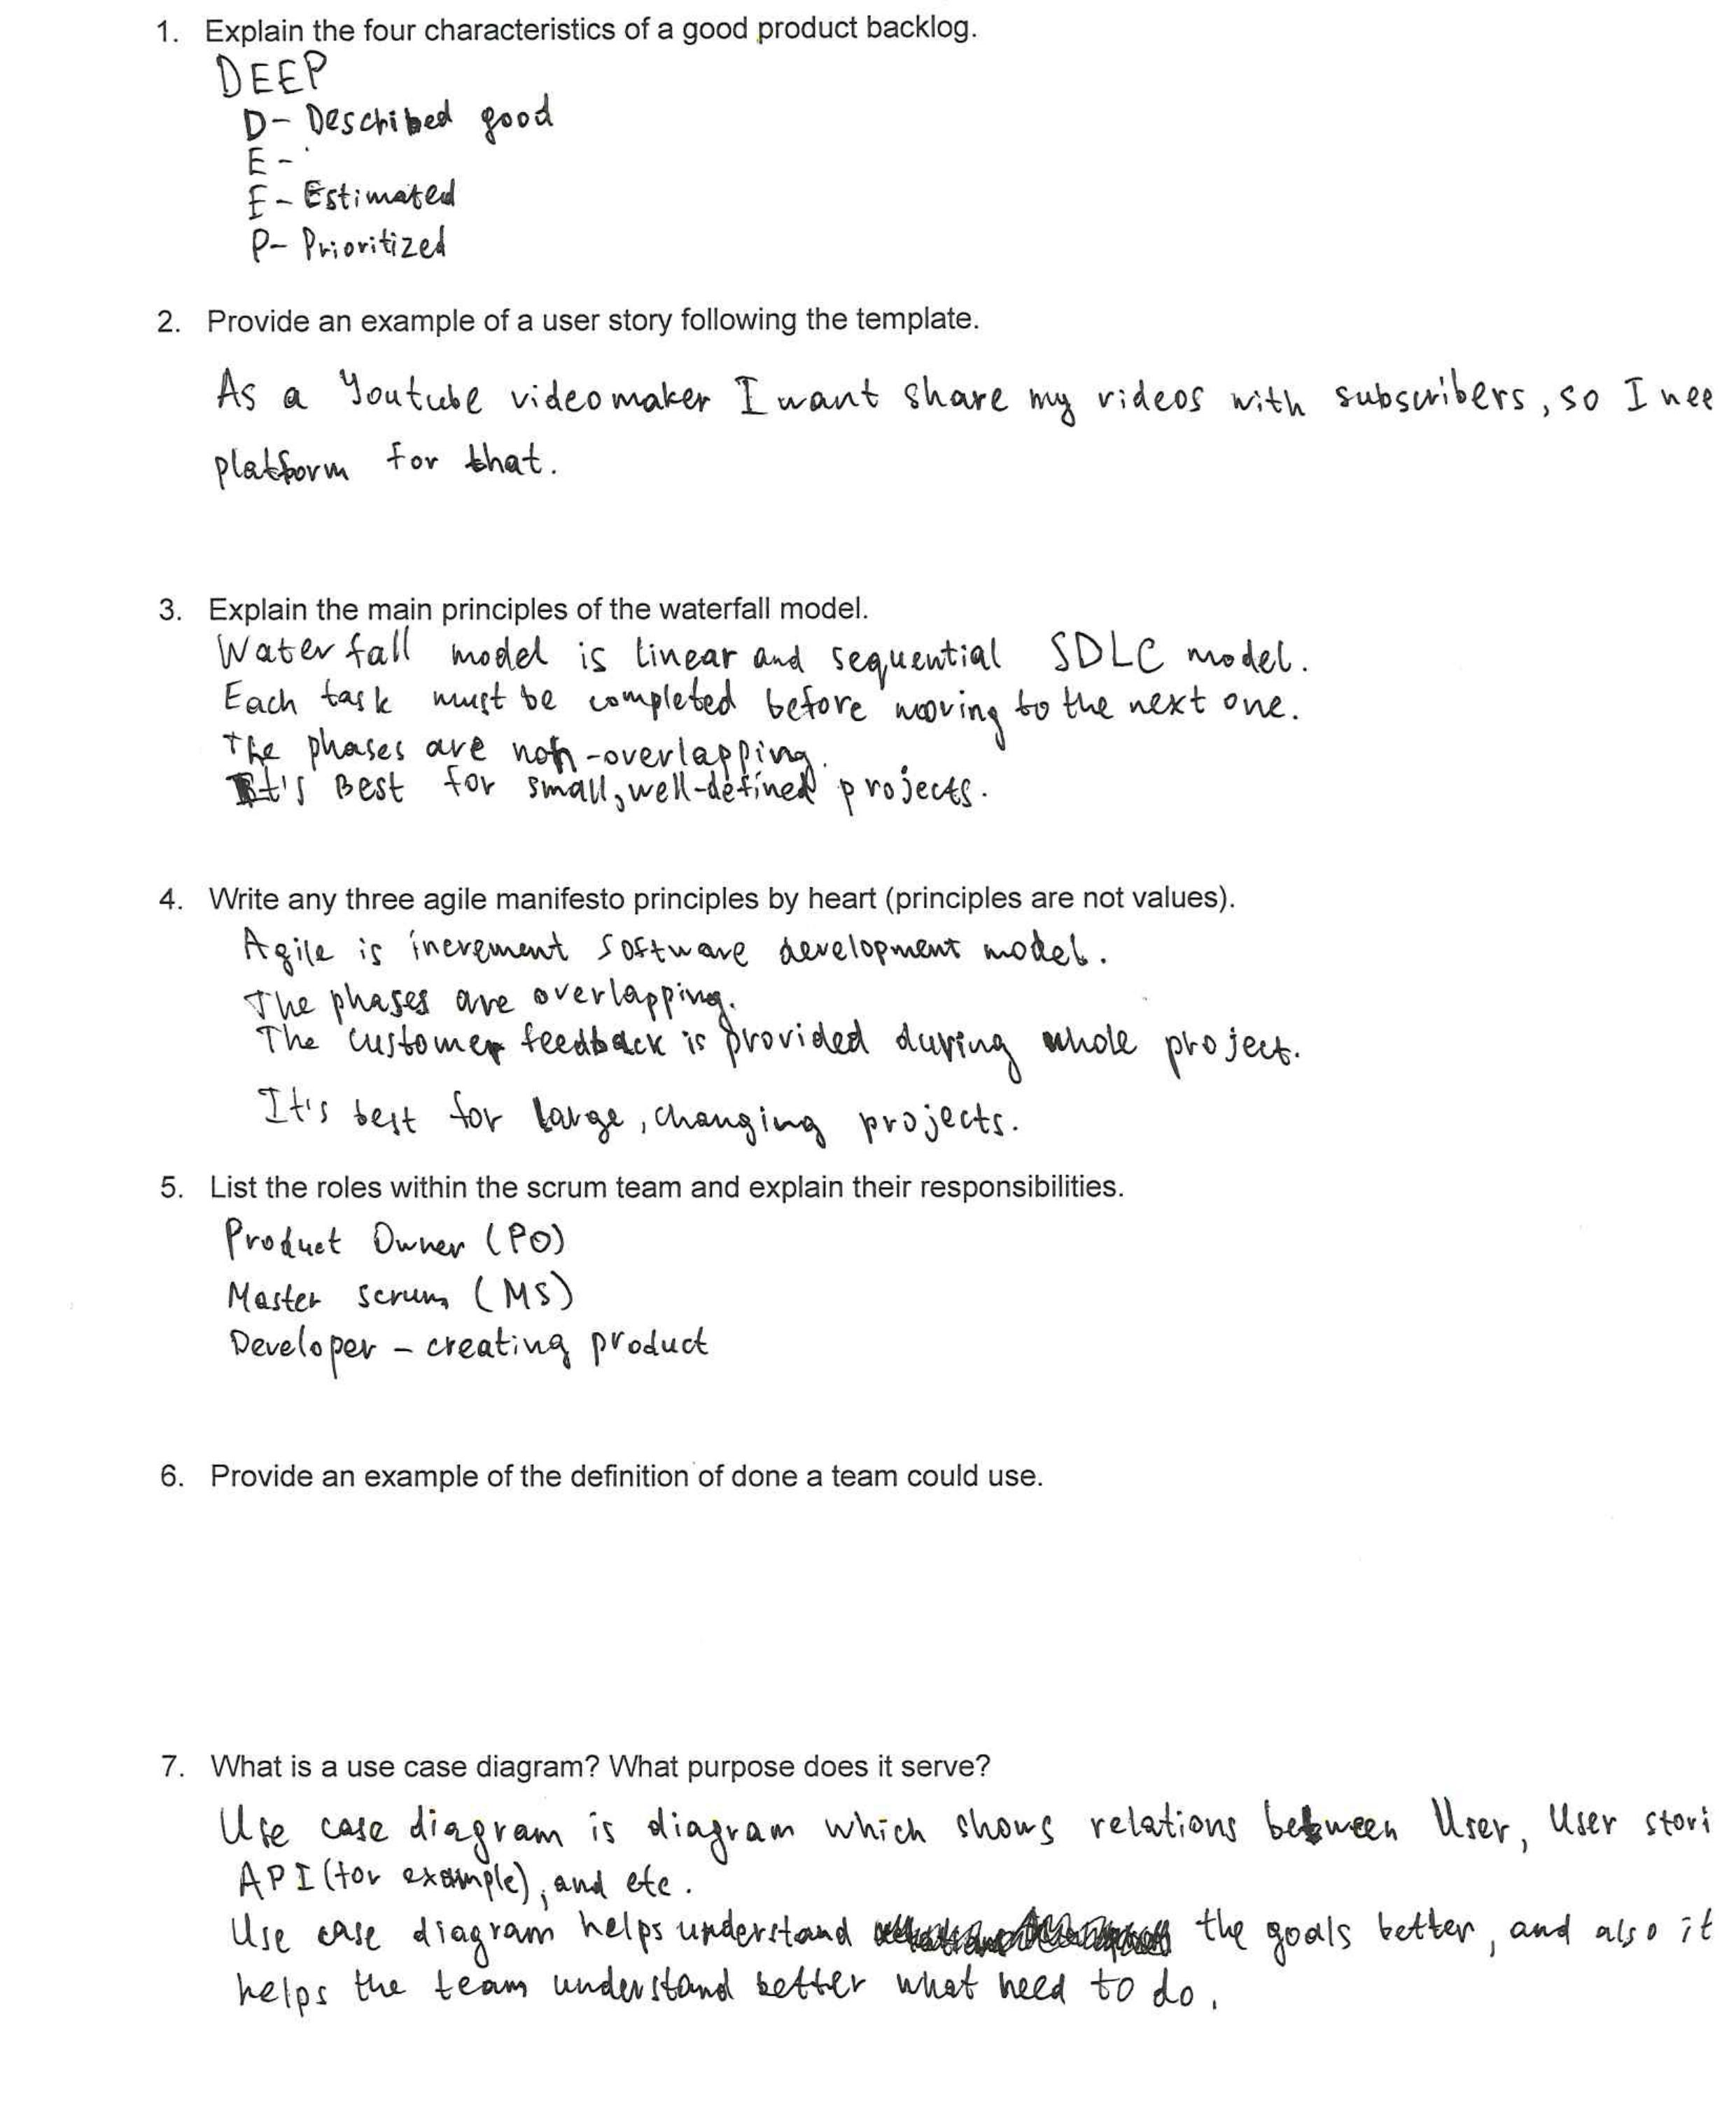 1. Explain the four characteristics of a good product backlog.
DEEP
D- Described good
E-
E- Estimated
P- Prioritized
2. Provide an example of a user story following the template.
As a Youtube videomaker I want share my videos with subscribers, so I nee
platform for that.
3. Explain the main principles of the waterfall model.
Waterfall model is linear and sequential SDLC model.
Each task must be completed before moving to the next one.
The phases are non-overlapping.
It's Best for small, well-defined projects.
4. Write any three agile manifesto principles by heart (principles are not values).
Agile is increment software development model.
The phases are overlapping.
The customer feedback is provided during whole project.
It's best for large, changing projects.
5. List the roles within the scrum team and explain their responsibilities.
Product Owner (PO)
Master scrum (MS)
Developer - creating product
6. Provide an example of the definition of done a team could use.
7. What is a use case diagram? What purpose does it serve?
Use case diagram is diagram which shows relations between User, User stori
API (for example), and etc.
Use case diagram helps understand the goals better, and also it
helps the team understand better what need to do.